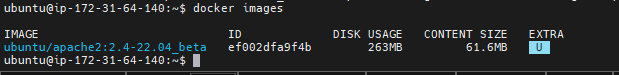 ubuntu@ip-172-31-64-140:~$ docker images
IMAGE ID DISK USAGE CONTENT SIZE EXTRA
ubuntu/apache2:2.4-22.04_beta ef002dfa9f4b 263MB 61.6MB U
ubuntu@ip-172-31-64-140:~$